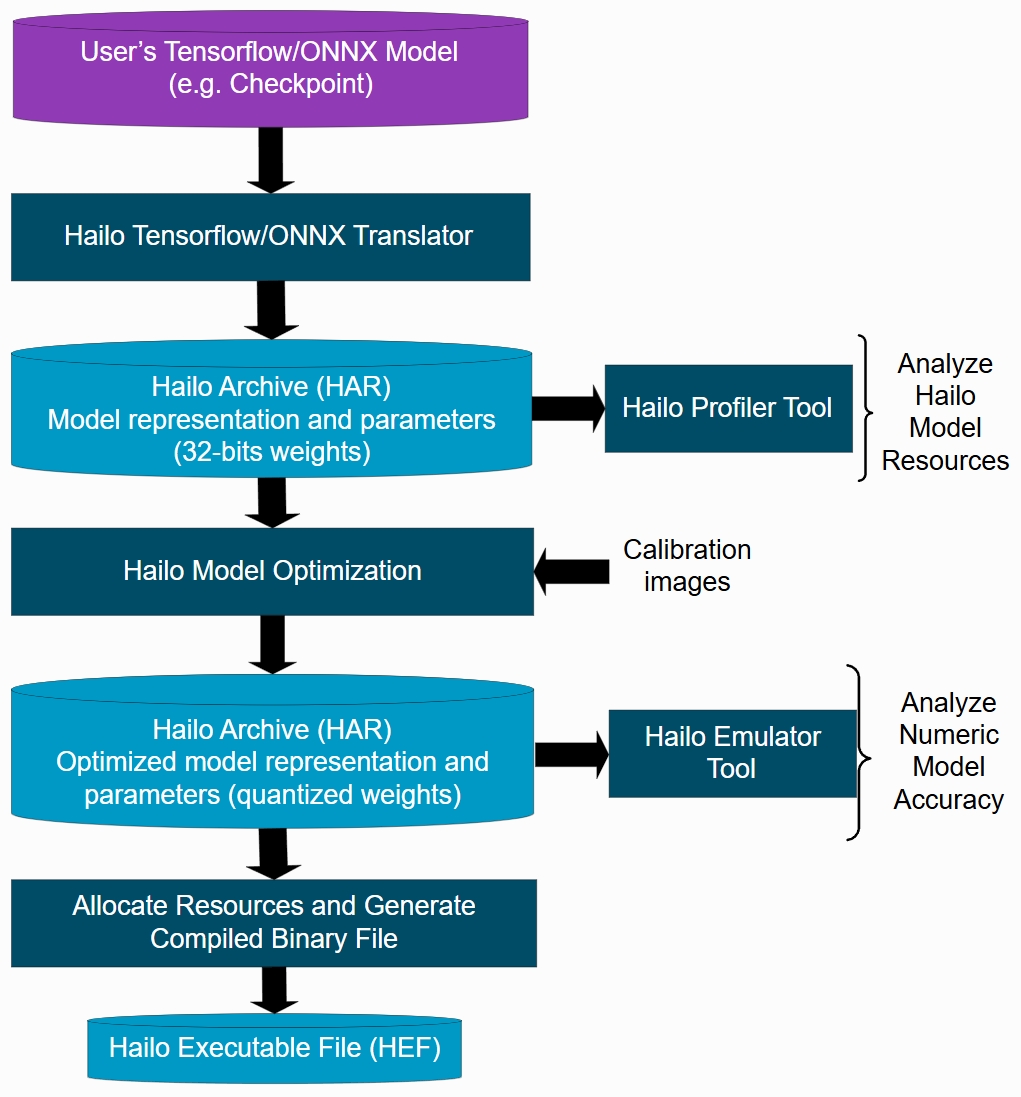 User’s Tensorflow/ONNX Model
(e.g. Checkpoint)
Hailo Tensorflow/ONNX Translator
Hailo Archive (HAR)
Model representation and parameters
(32-bits weights)
Hailo Profiler Tool
Analyze
Hailo
Model
Resources
Hailo Model Optimization
Calibration
images
Hailo Archive (HAR)
Optimized model representation and
parameters (quantized weights)
Hailo Emulator
Tool
Analyze
Numeric
Model
Accuracy
Allocate Resources and Generate
Compiled Binary File
Hailo Executable File (HEF)